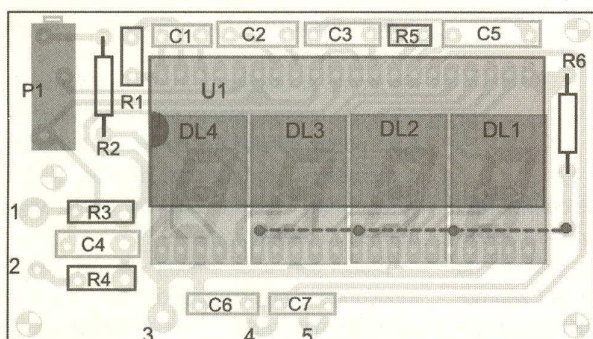 C1 C2 C3 R5 C5
R6
P1 R1 U1
R2 DL4 DL3 DL2 DL1
1 R3
C4
2 R4
C6 C7
3 4 5